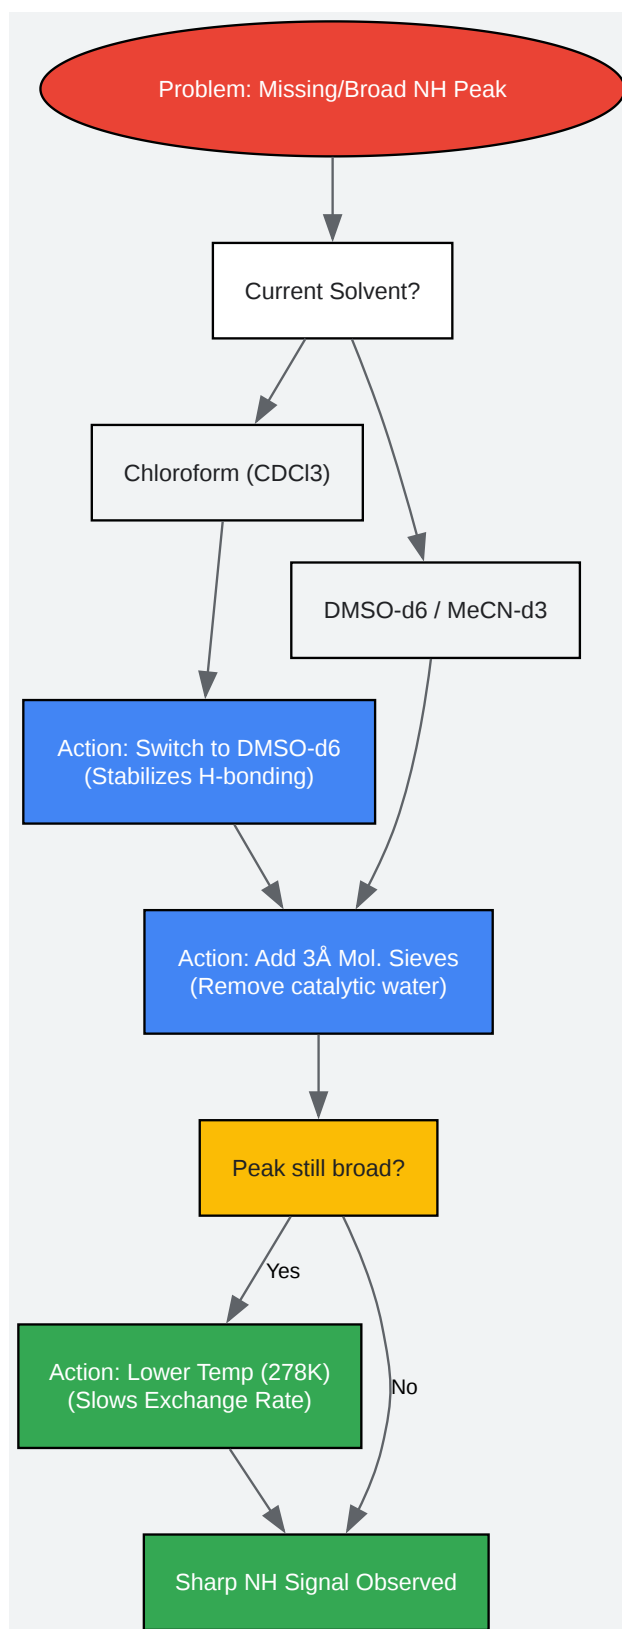 Problem: Missing/Broad NH Peak
Current Solvent?
Chloroform (CDCl3)
DMSO-d6 / MeCN-d3
Action: Switch to DMSO-d6
(Stabilizes H-bonding)
Action: Add 3Å Mol. Sieves
(Remove catalytic water)
Peak still broad?
Yes
Action: Lower Temp (278K)
(Slows Exchange Rate)
No
Sharp NH Signal Observed